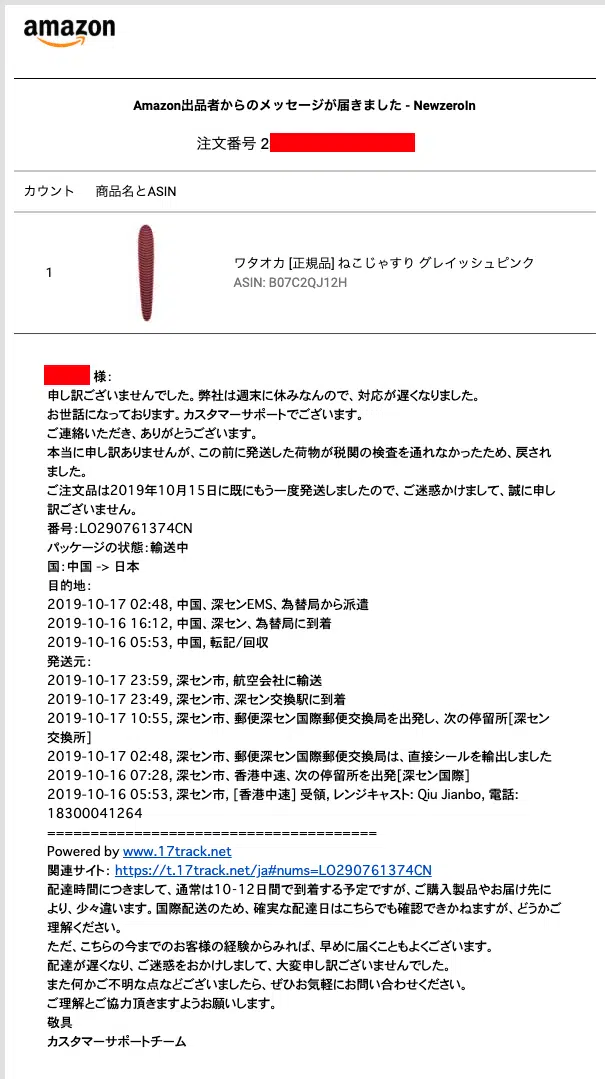 amazon
Amazon出品者からのメッセージが届きました - NewzeroIn
注文番号 2
カウント 商品名とASIN
1
ワタオカ [正規品] ねこじゃすり グレイッシュピンク
ASIN: B07C2QJ12H
様：
申し訳ございませんでした。弊社は週末に休みなんので、対応が遅くなりました。
お世話になっております。カスタマーサポートでございます。
ご連絡いただき、ありがとうございます。
本当に申し訳ありませんが、この前に発送した荷物が税関の検査を通れなかったため、戻され
ました。
ご注文品は2019年10月15日に既にもう一度発送しましたので、ご迷惑かけまして、誠に申し
訳ございません。
番号：LO290761374CN
パッケージの状態：輸送中
国：中国 -> 日本
目的地：
2019-10-17 02:48, 中国、深センEMS、為替局から派遣
2019-10-16 16:12, 中国、深セン、為替局に到着
2019-10-16 05:53, 中国, 転記/回収
発送元：
2019-10-17 23:59, 深セン市, 航空会社に輸送
2019-10-17 23:49, 深セン市、深セン交換駅に到着
2019-10-17 10:55, 深セン市、郵便深セン国際郵便交換局を出発し、次の停留所[深セン
交換所]
2019-10-17 02:48, 深セン市、郵便深セン国際郵便交換局は、直接シールを輸出しました
2019-10-16 07:28, 深セン市、香港中速、次の停留所を出発[深セン国際]
2019-10-16 05:53, 深セン市, [香港中速] 受領, レンジキャスト: Qiu Jianbo, 電話:
18300041264
======================================
Powered by www.17track.net
関連サイト： https://t.17track.net/ja#nums=LO290761374CN
配達時間につきまして、通常は10-12日間で到着する予定ですが、ご購入製品やお届け先に
より、少々違います。国際配送のため、確実な配達日はこちらでも確認できかねますが、どうかご
理解ください。
ただ、こちらの今までのお客様の経験からみれば、早めに届くこともよくございます。
配達が遅くなり、ご迷惑をおかけしまして、大変申し訳ございませんでした。
また何かご不明な点などございましたら、ぜひお気軽にお問い合わせください。
ご理解とご協力頂きますようお願いします。
敬具
カスタマーサポートチーム